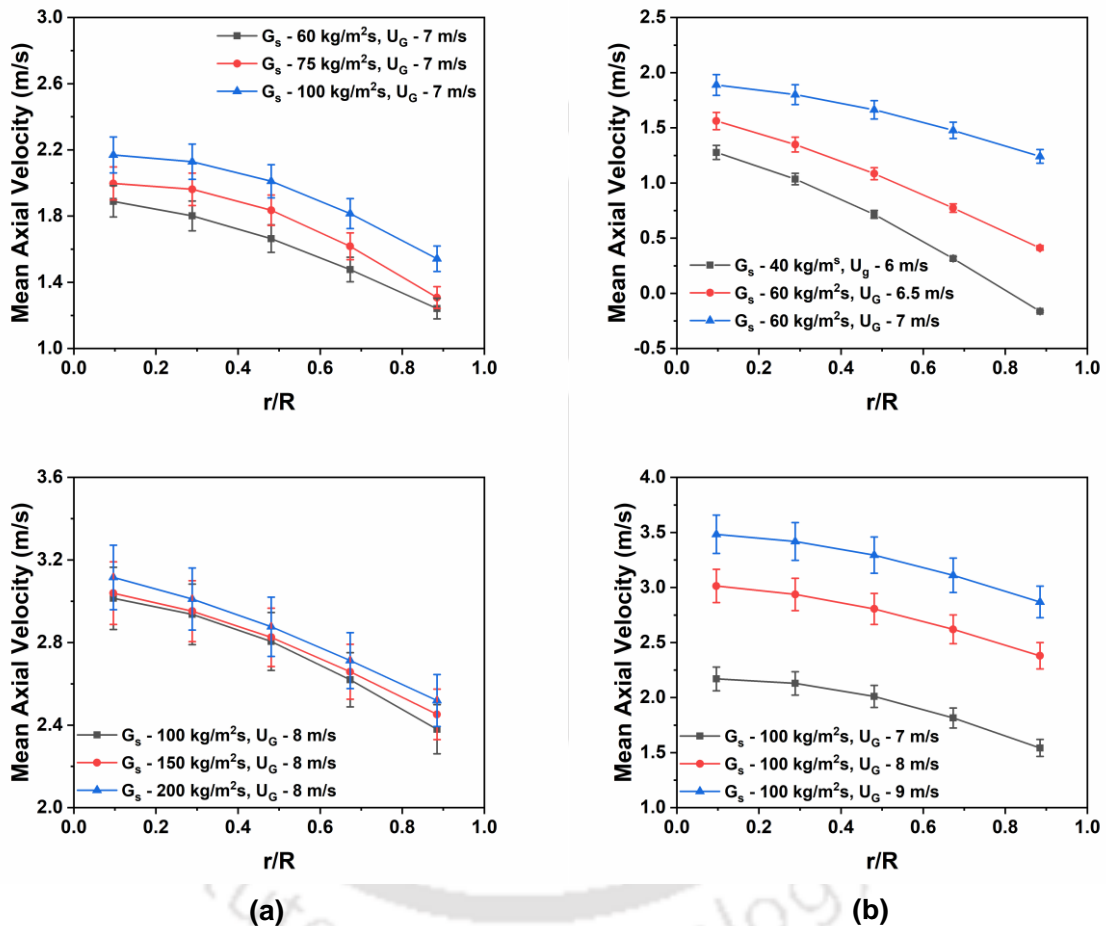 3.0
2.6
2.2
1.8
1.4
1.0
Mean Axial Velocity (m/s)
Gs - 60 kg/m²s, UG - 7 m/s
Gs - 75 kg/m²s, UG - 7 m/s
Gs - 100 kg/m²s, UG - 7 m/s
0.0 0.2 0.4 0.6 0.8 1.0
r/R
2.5
2.0
1.5
1.0
0.5
0.0
-0.5
Mean Axial Velocity (m/s)
Gs - 40 kg/mˢ, Ug - 6 m/s
Gs - 60 kg/m²s, UG - 6.5 m/s
Gs - 60 kg/m²s, UG - 7 m/s
0.0 0.2 0.4 0.6 0.8 1.0
r/R
3.6
3.2
2.8
2.4
2.0
Mean Axial Velocity (m/s)
Gs - 100 kg/m²s, UG - 8 m/s
Gs - 150 kg/m²s, UG - 8 m/s
Gs - 200 kg/m²s, UG - 8 m/s
0.0 0.2 0.4 0.6 0.8 1.0
r/R
4.0
3.5
3.0
2.5
2.0
1.5
1.0
Mean Axial Velocity (m/s)
Gs - 100 kg/m²s, UG - 7 m/s
Gs - 100 kg/m²s, UG - 8 m/s
Gs - 100 kg/m²s, UG - 9 m/s
0.0 0.2 0.4 0.6 0.8 1.0
r/R
(a)
(b)